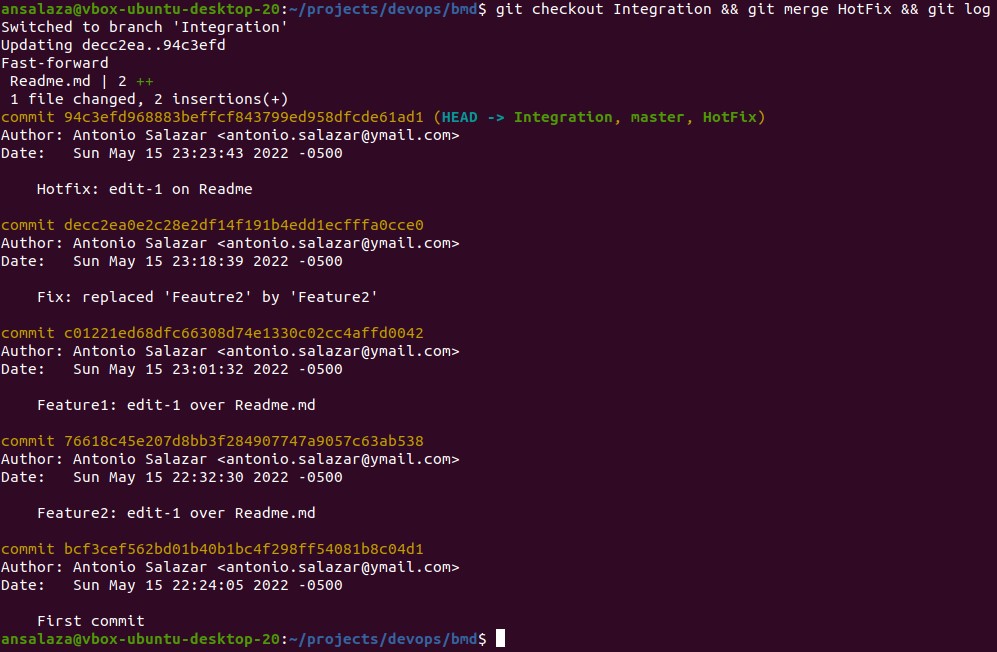 ansalaza@vbox-ubuntu-desktop-20:~/projects/devops/bmd$ git checkout Integration && git merge HotFix && git log
Switched to branch 'Integration'
Updating decc2ea..94c3efd
Fast-forward
 Readme.md | 2 ++
 1 file changed, 2 insertions(+)
commit 94c3efd968883beffcf843799ed958dfcde61ad1 (HEAD -> Integration, master, HotFix)
Author: Antonio Salazar <antonio.salazar@ymail.com>
Date:   Sun May 15 23:23:43 2022 -0500

    Hotfix: edit-1 on Readme

commit decc2ea0e2c28e2df14f191b4edd1ecfffa0cce0
Author: Antonio Salazar <antonio.salazar@ymail.com>
Date:   Sun May 15 23:18:39 2022 -0500

    Fix: replaced 'Feautre2' by 'Feature2'

commit c01221ed68dfc66308d74e1330c02cc4affd0042
Author: Antonio Salazar <antonio.salazar@ymail.com>
Date:   Sun May 15 23:01:32 2022 -0500

    Feature1: edit-1 over Readme.md

commit 76618c45e207d8bb3f284907747a9057c63ab538
Author: Antonio Salazar <antonio.salazar@ymail.com>
Date:   Sun May 15 22:32:30 2022 -0500

    Feature2: edit-1 over Readme.md

commit bcf3cef562bd01b40b1bc4f298ff54081b8c04d1
Author: Antonio Salazar <antonio.salazar@ymail.com>
Date:   Sun May 15 22:24:05 2022 -0500

    First commit
ansalaza@vbox-ubuntu-desktop-20:~/projects/devops/bmd$